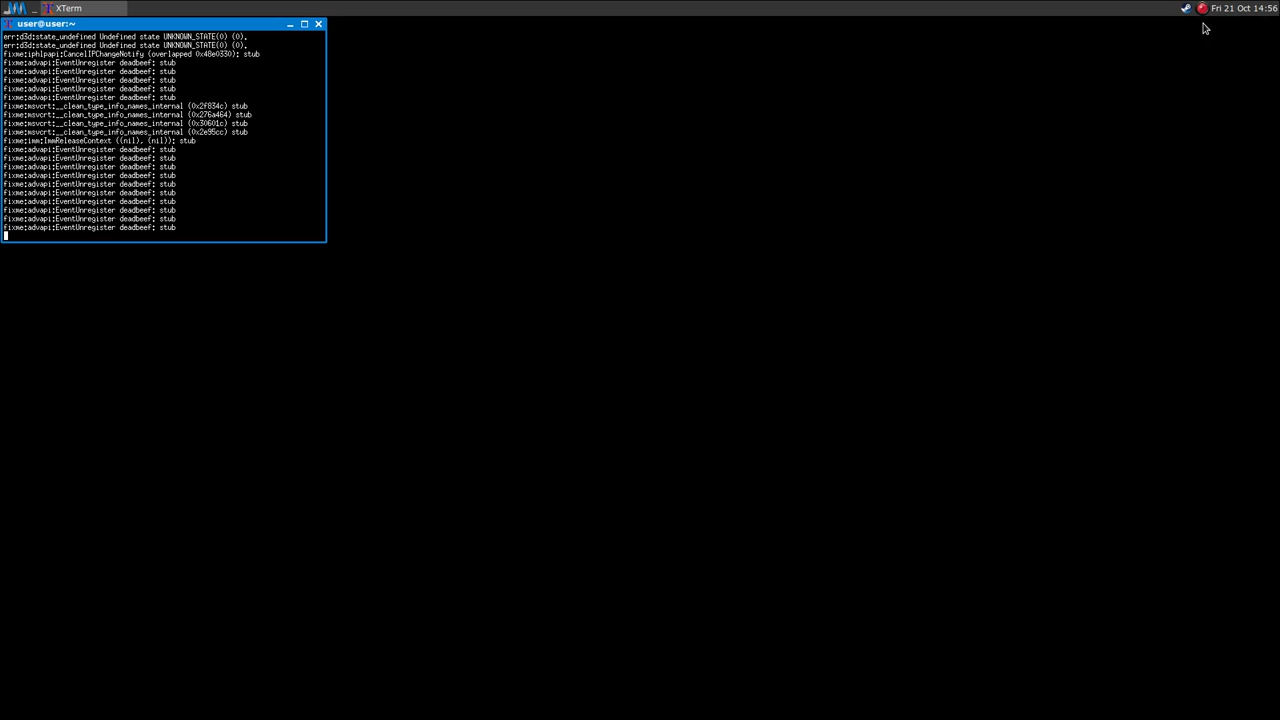 XTerm
Fri 21 Oct 14:56
user@user:~
err:d3d:state_undefined Undefined state UNKNOWN_STATE(0) (0).
err:d3d:state_undefined Undefined state UNKNOWN_STATE(0) (0).
fixme:iphlpapi:CancelIPChangeNotify (overlapped 0x48e0330): stub
fixme:advapi:EventUnregister deadbeef: stub
fixme:advapi:EventUnregister deadbeef: stub
fixme:advapi:EventUnregister deadbeef: stub
fixme:advapi:EventUnregister deadbeef: stub
fixme:advapi:EventUnregister deadbeef: stub
fixme:msvcrt:__clean_type_info_names_internal (0x2f834c) stub
fixme:msvcrt:__clean_type_info_names_internal (0x276a464) stub
fixme:msvcrt:__clean_type_info_names_internal (0x30601c) stub
fixme:msvcrt:__clean_type_info_names_internal (0x2e95cc) stub
fixme:imm:ImmReleaseContext ((nil), (nil)): stub
fixme:advapi:EventUnregister deadbeef: stub
fixme:advapi:EventUnregister deadbeef: stub
fixme:advapi:EventUnregister deadbeef: stub
fixme:advapi:EventUnregister deadbeef: stub
fixme:advapi:EventUnregister deadbeef: stub
fixme:advapi:EventUnregister deadbeef: stub
fixme:advapi:EventUnregister deadbeef: stub
fixme:advapi:EventUnregister deadbeef: stub
fixme:advapi:EventUnregister deadbeef: stub
fixme:advapi:EventUnregister deadbeef: stub